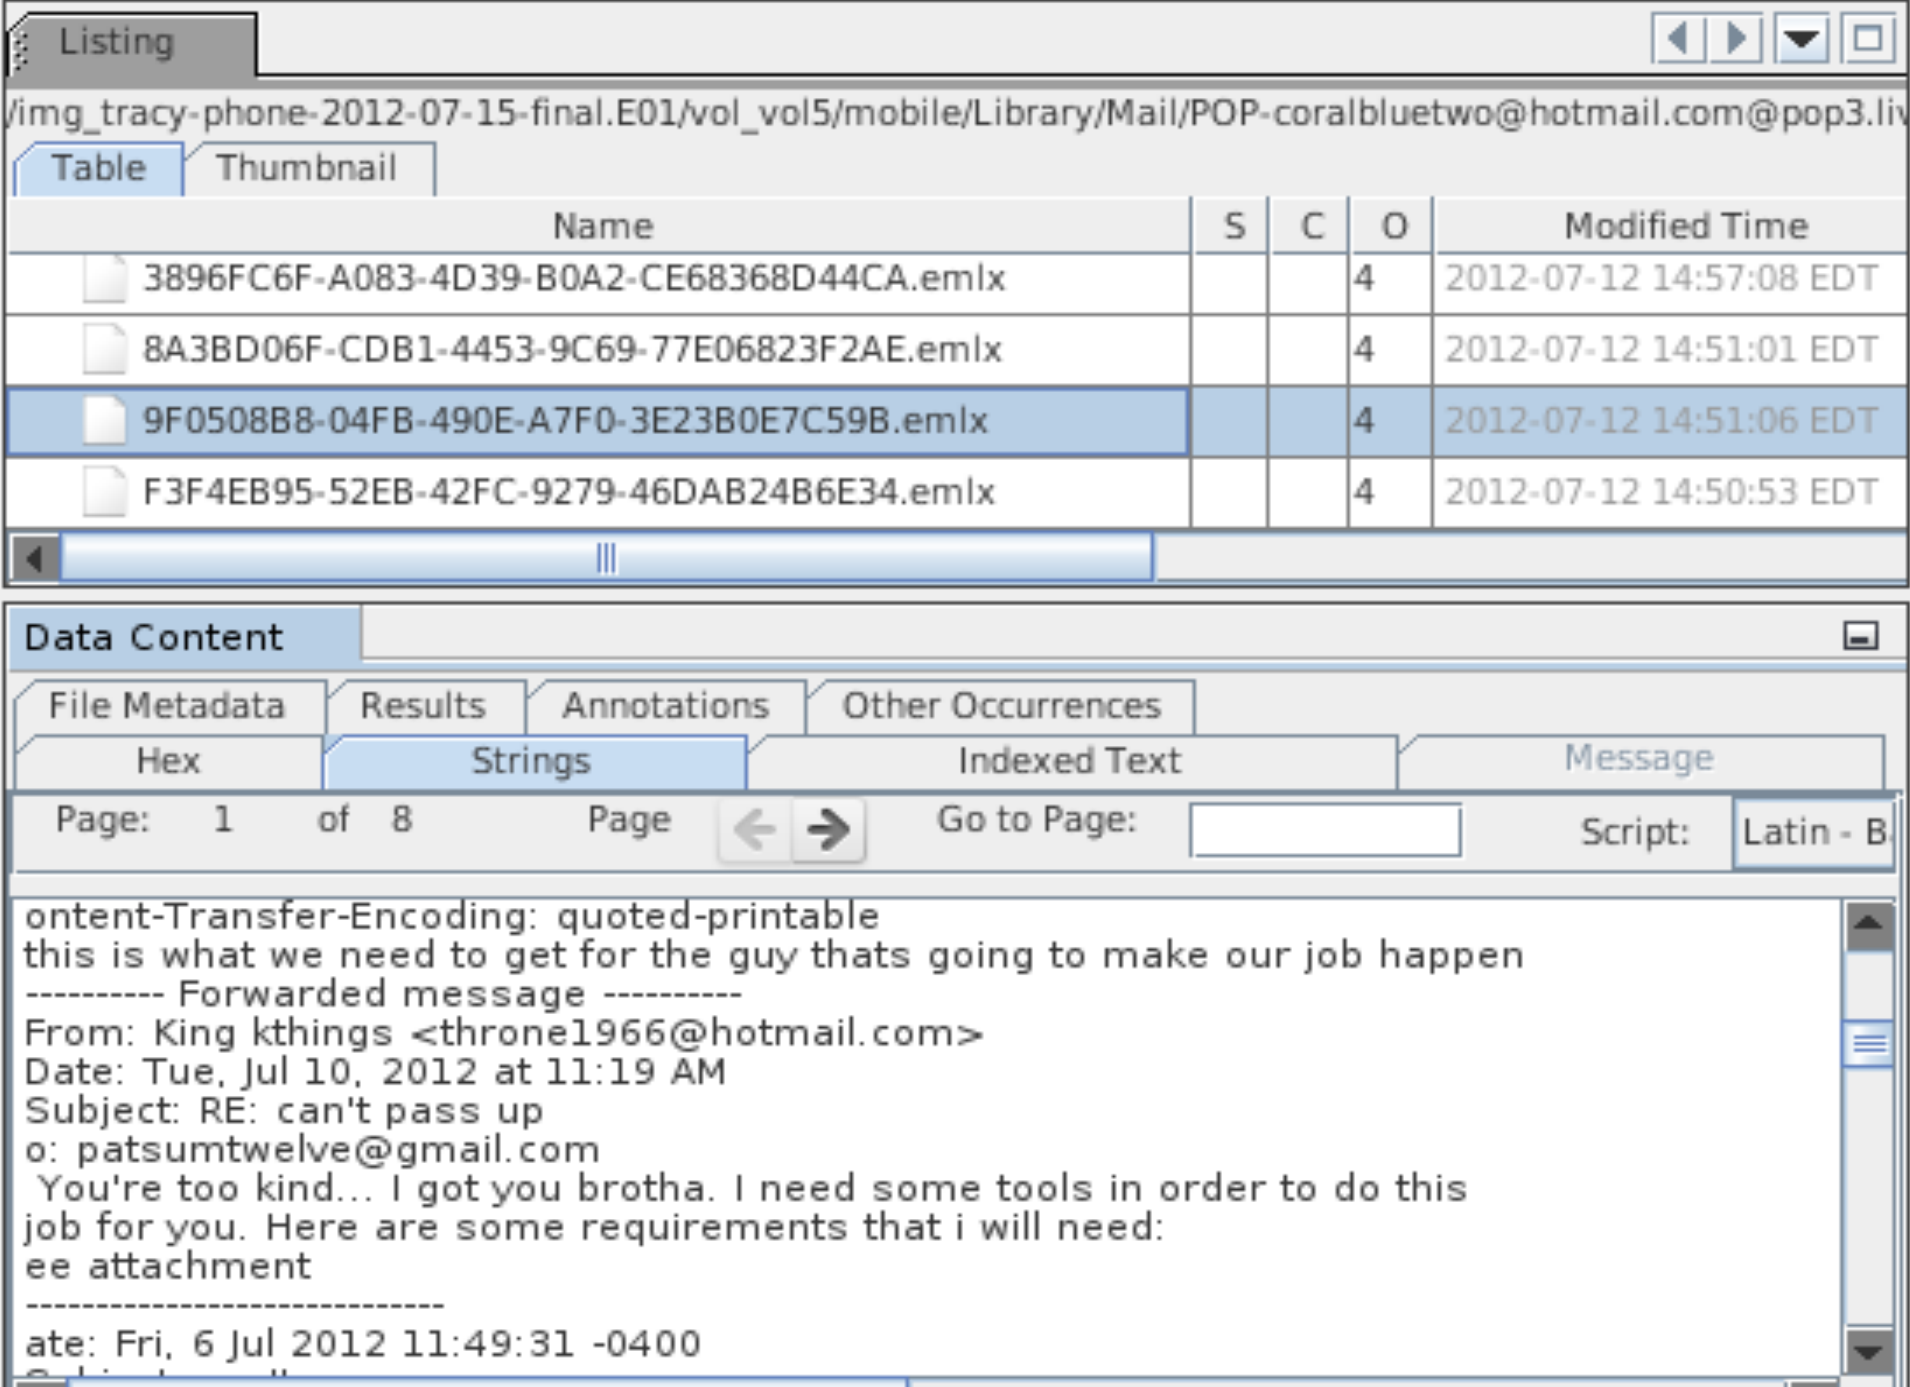 Listing
/img_tracy-phone-2012-07-15-final.E01/vol_vol5/mobile/Library/Mail/POP-coralbluetwo@hotmail.com@pop3.liv
Table Thumbnail
Name S C O Modified Time
3896FC6F-A083-4D39-B0A2-CE68368D44CA.emlx 4 2012-07-12 14:57:08 EDT
8A3BD06F-CDB1-4453-9C69-77E06823F2AE.emlx 4 2012-07-12 14:51:01 EDT
9F0508B8-04FB-490E-A7F0-3E23B0E7C59B.emlx 4 2012-07-12 14:51:06 EDT
F3F4EB95-52EB-42FC-9279-46DAB24B6E34.emlx 4 2012-07-12 14:50:53 EDT
Data Content
File Metadata Results Annotations Other Occurrences
Hex Strings Indexed Text Message
Page: 1 of 8 Page Go to Page: Script: Latin - B
ontent-Transfer-Encoding: quoted-printable
this is what we need to get for the guy thats going to make our job happen
---------- Forwarded message ----------
From: King kthings <throne1966@hotmail.com>
Date: Tue, Jul 10, 2012 at 11:19 AM
Subject: RE: can't pass up
o: patsumtwelve@gmail.com
You're too kind... I got you brotha. I need some tools in order to do this
job for you. Here are some requirements that i will need:
ee attachment
------------------------------
ate: Fri, 6 Jul 2012 11:49:31 -0400